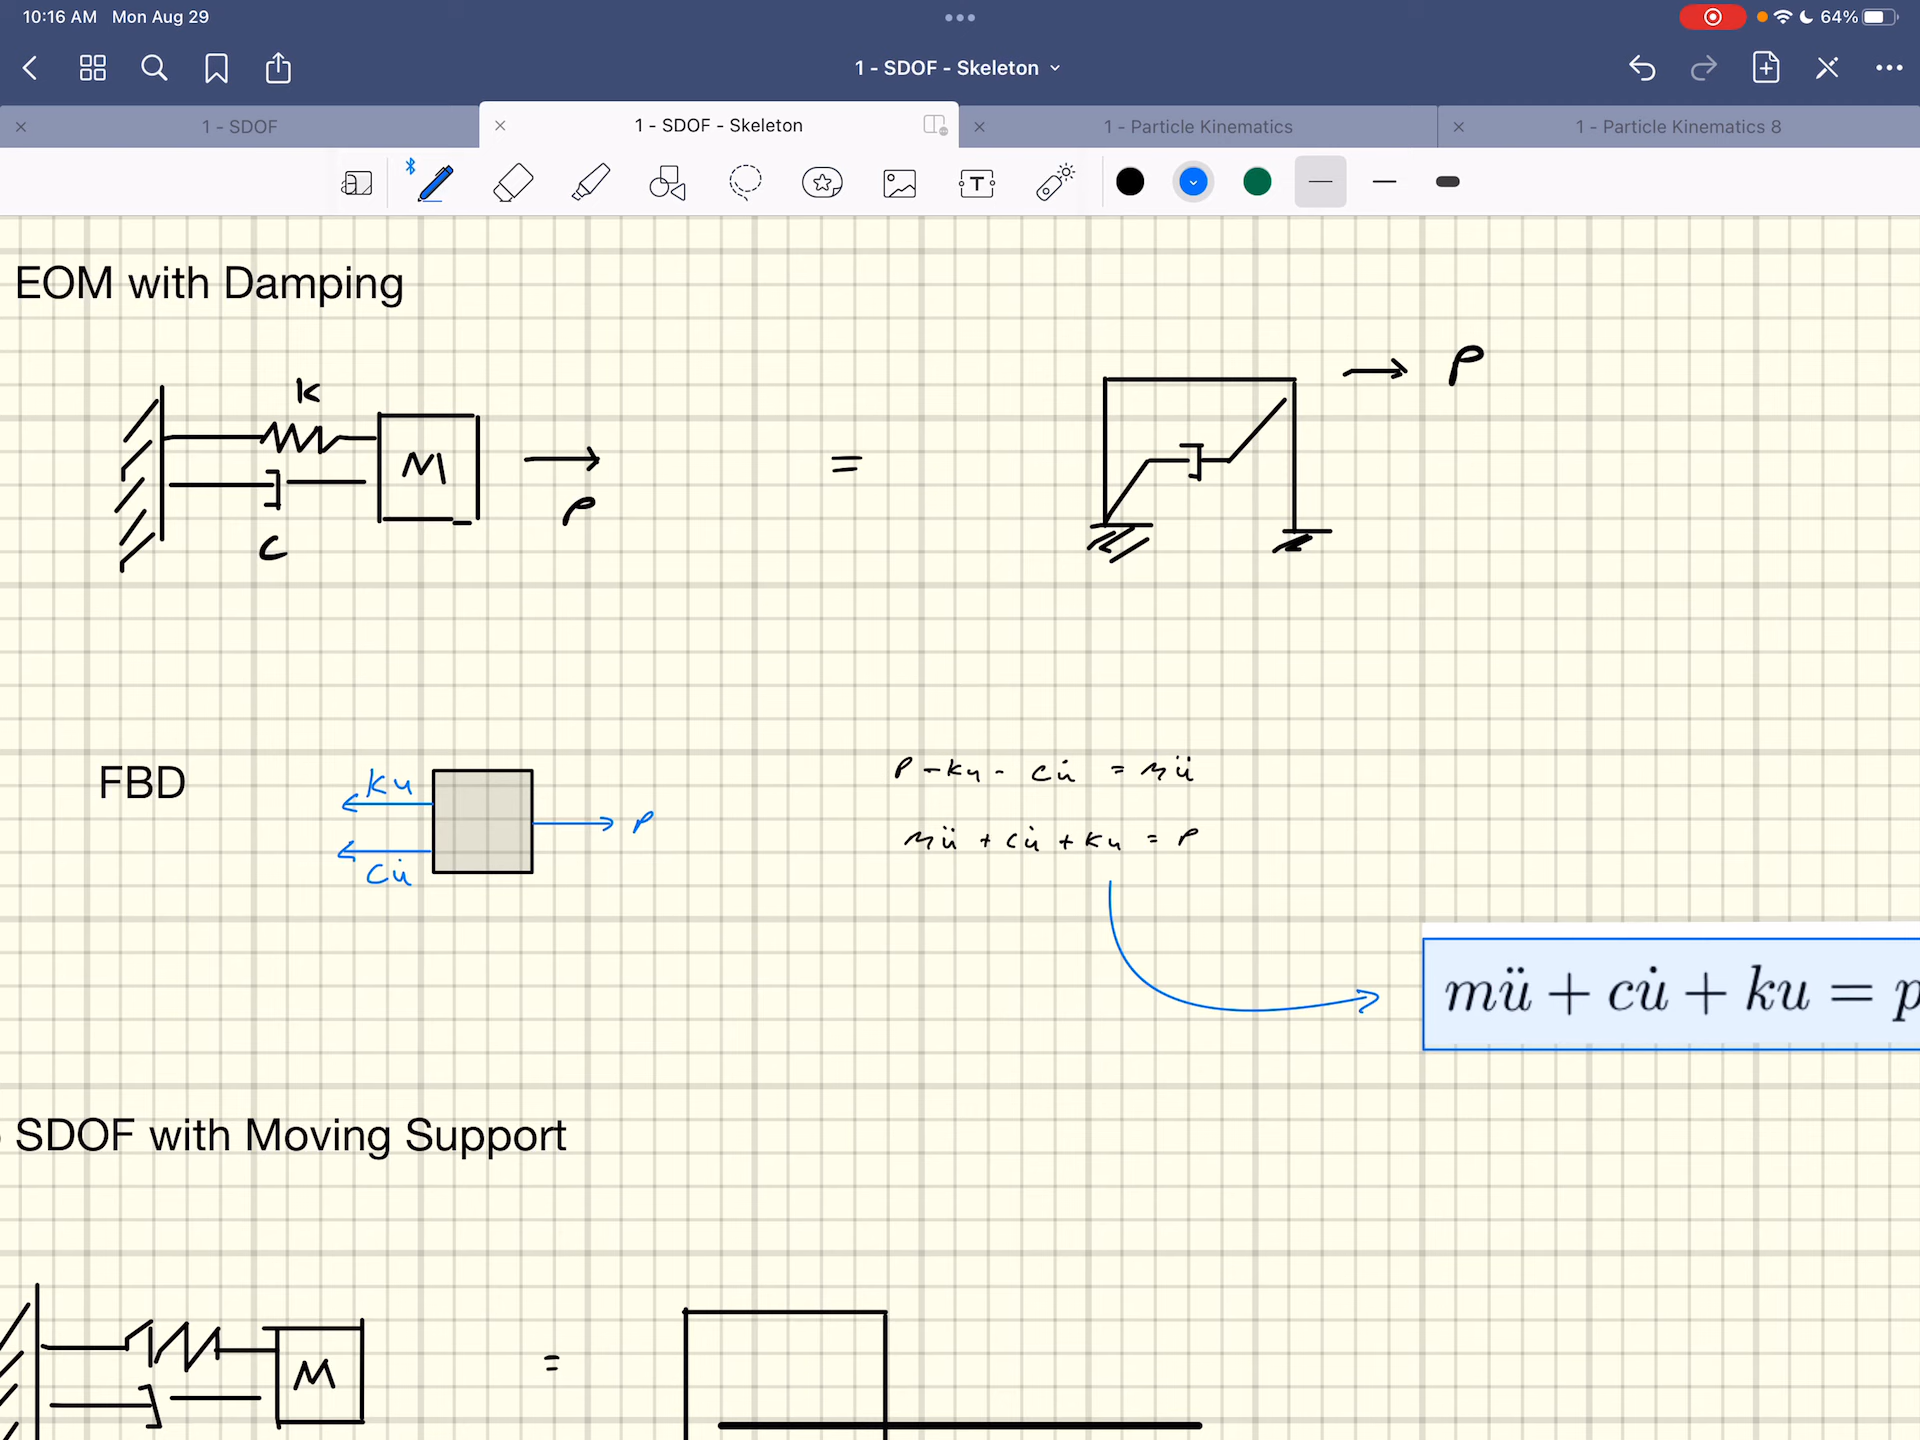 10:16 AM Mon Aug 29
64%
1 - SDOF - Skeleton
1 - SDOF
1 - SDOF - Skeleton
1 - Particle Kinematics
1 - Particle Kinematics 8
EOM with Damping
k
M
P
C
=
P
FBD
ku
cu̇
P
P - ku - cu̇ = mü
mü + cu̇ + ku = P
mü + cu̇ + ku = p
SDOF with Moving Support
M
=